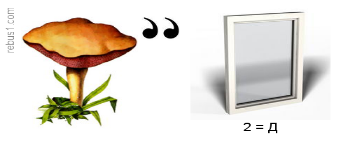 rebus1.com
,,
2 = Д